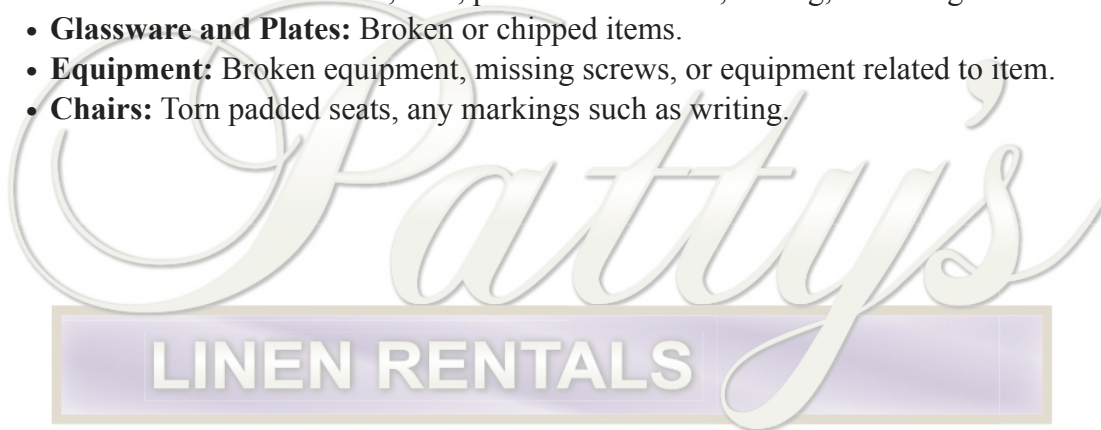 • Glassware and Plates: Broken or chipped items.
• Equipment: Broken equipment, missing screws, or equipment related to item.
• Chairs: Torn padded seats, any markings such as writing.
Patty's
LINEN RENTALS